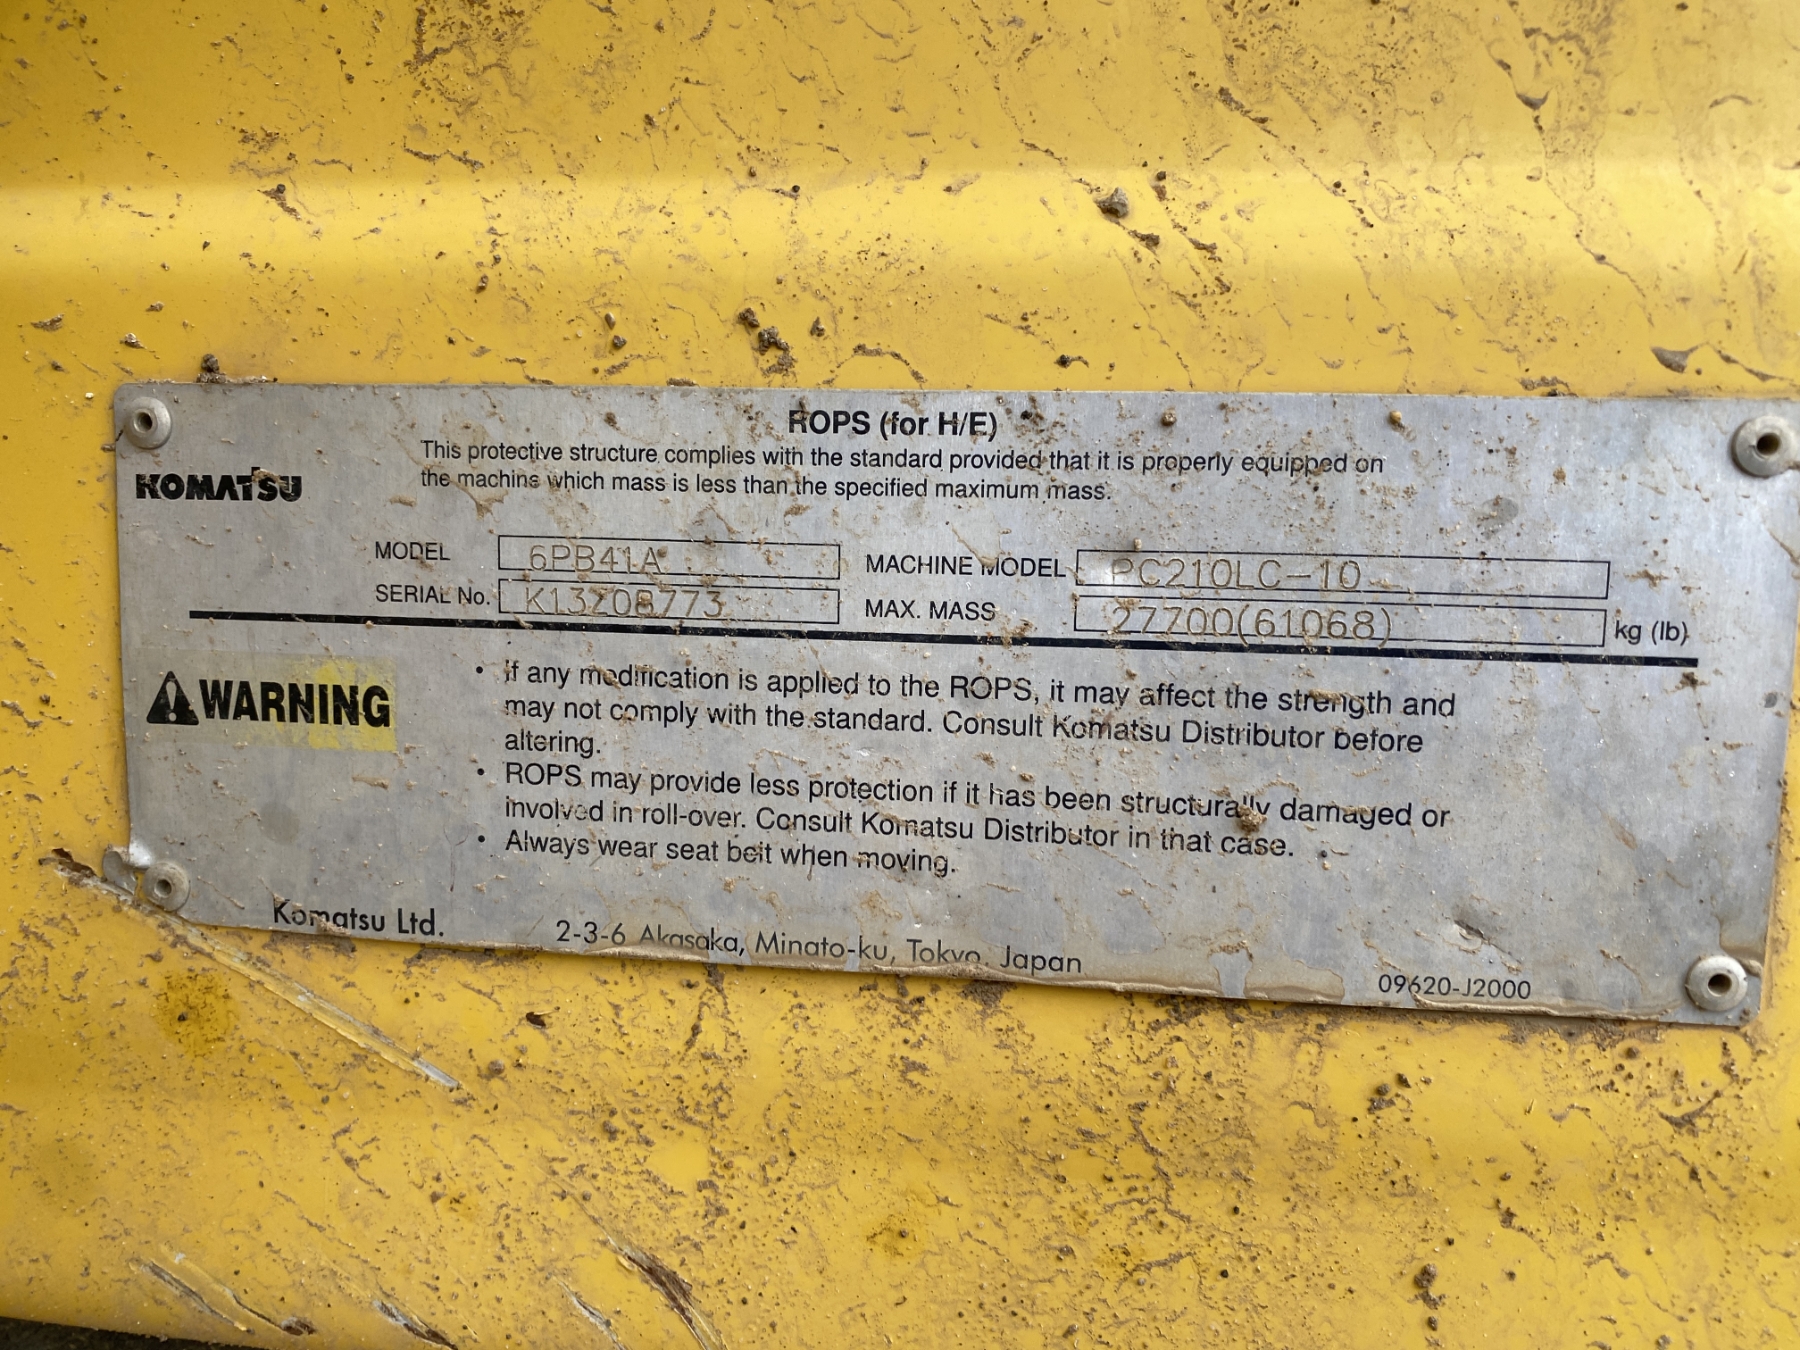 ROPS (for H/E)
This protective structure complies with the standard provided that it is properly equipped on
the machine which mass is less than the specified maximum mass.
KOMATSU
MODEL 6PB41A MACHINE MODEL PC210LC-10
SERIAL No. K13Z08773 MAX. MASS 27700(61068) kg (lb)
WARNING
• If any modification is applied to the ROPS, it may affect the strength and
may not comply with the standard. Consult Komatsu Distributor before
altering.
• ROPS may provide less protection if it has been structurally damaged or
involved in roll-over. Consult Komatsu Distributor in that case.
• Always wear seat belt when moving.
Komatsu Ltd. 2-3-6 Akasaka, Minato-ku, Tokyo, Japan
09620-J2000